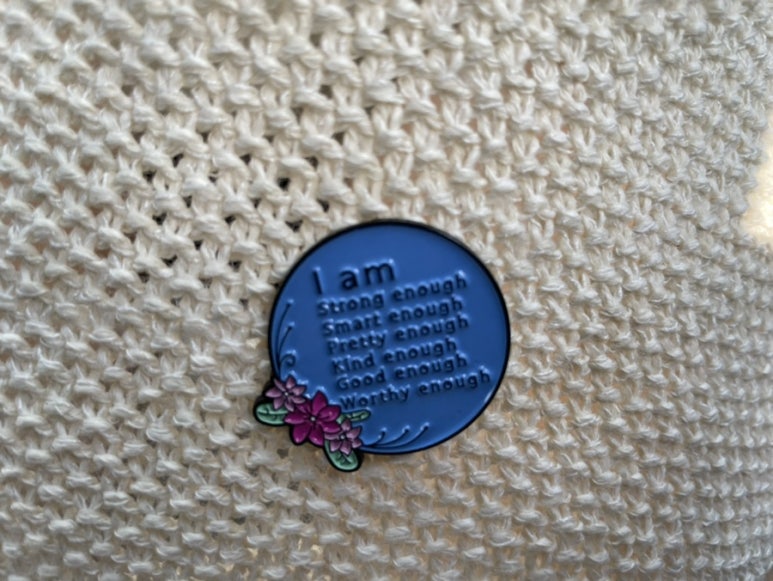 I am
Strong enough
Smart enough
Pretty enough
Kind enough
Good enough
Worthy enough